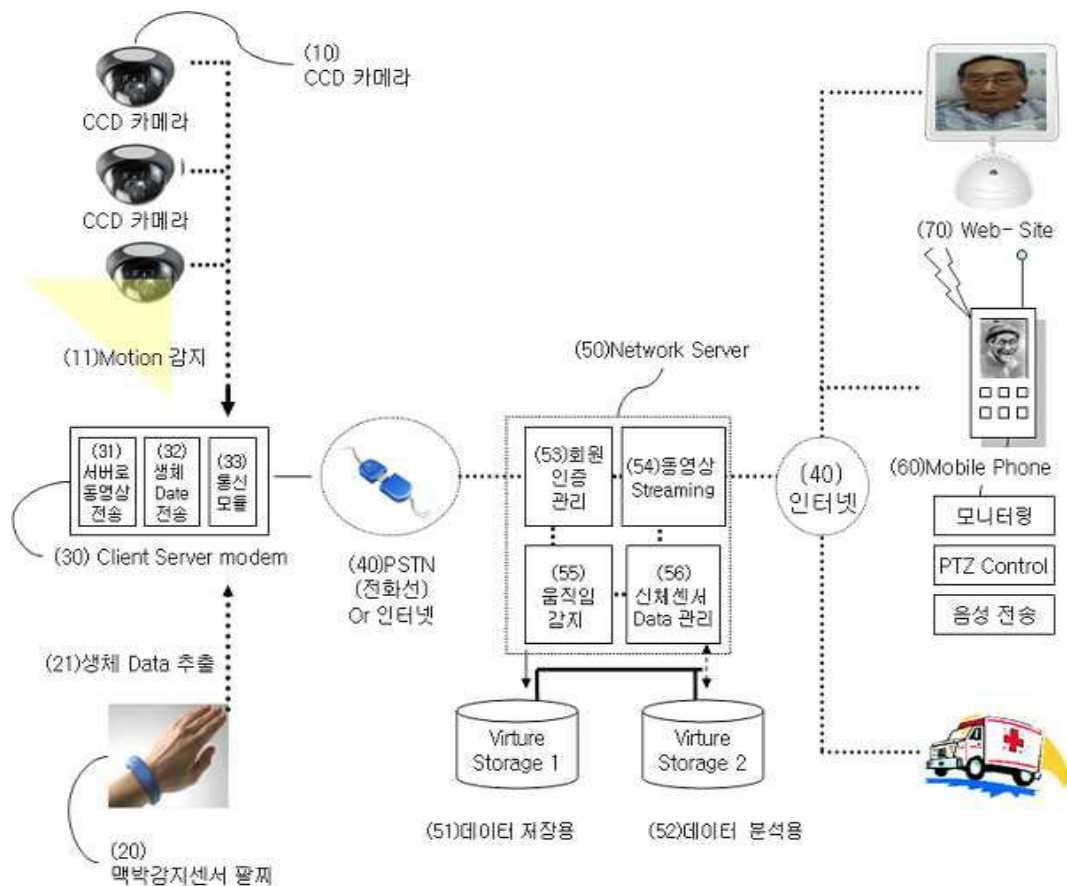 (10)
CCD 카메라
CCD 카메라
CCD 카메라
(11)Motion 감지
(31)
서버로
동영상
전송
(32)
생체
Date
전송
(33)
통신
모듈
(30) Client Server modem
(21)생체 Data 추출
(20)
맥박감지센서 팔찌
(40)PSTN
(전화선)
Or 인터넷
(50)Network Server
(53)회원
인증
관리
(54)동영상
Streaming
(55)
움직임
감지
(56)
신체센서
Data 관리
Virture
Storage 1
Virture
Storage 2
(51)데이터 저장용
(52)데이터 분석용
(40)
인터넷
(70) Web-Site
(60)Mobile Phone
모니터링
PTZ Control
음성 전송